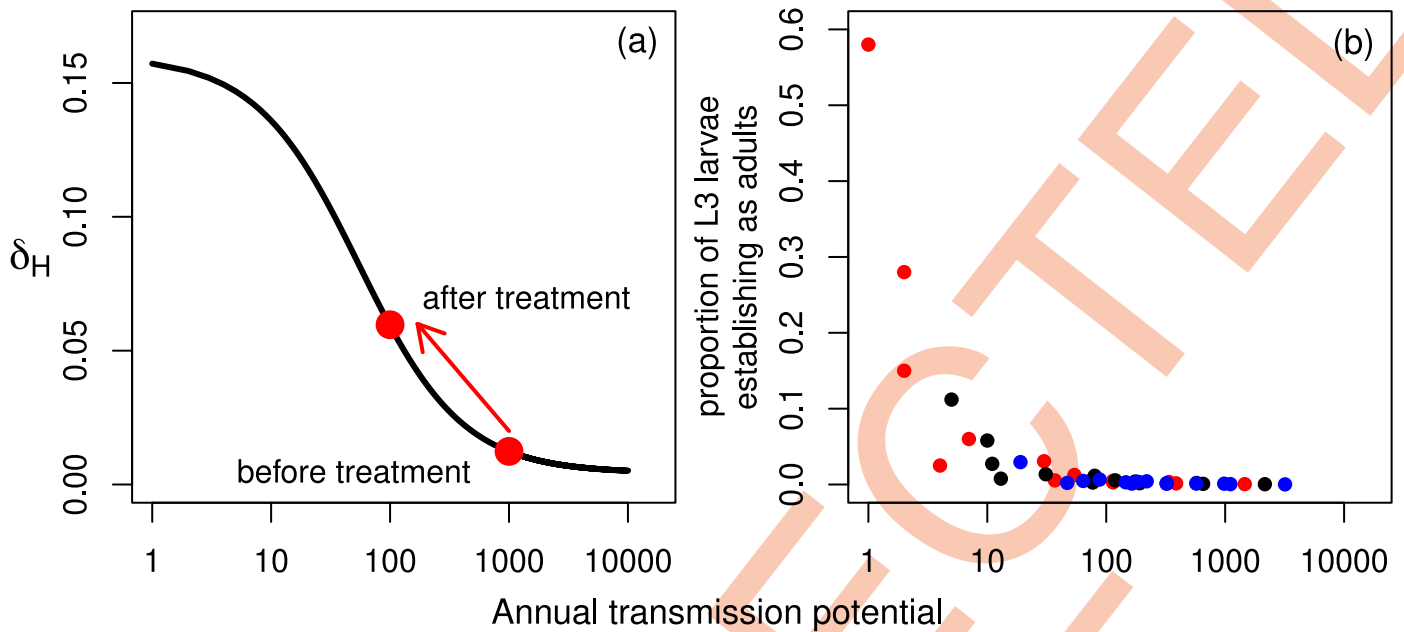 (a)
δH
0.15
0.10
0.05
0.00
after treatment
before treatment
1 10 100 1000 10000
(b)
proportion of L3 larvae
establishing as adults
0.6
0.5
0.4
0.3
0.2
0.1
0.0
1 10 100 1000 10000
Annual transmission potential
CTE